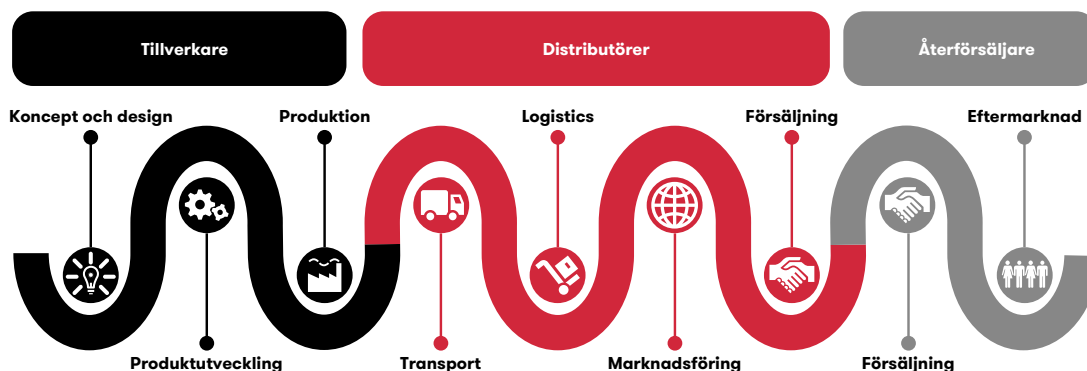 Tillverkare
Distributörer
Återförsäljare
Koncept och design
Produktion
Logistics
Försäljning
Eftermarknad
Produktutveckling
Transport
Marknadsföring
Försäljning